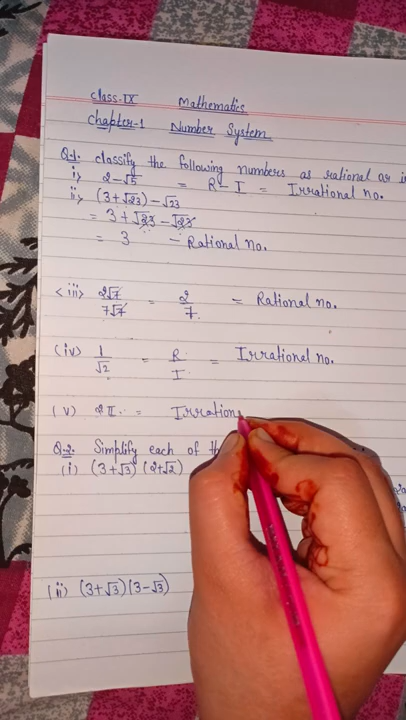 Class-IX Mathematics
Chapter-1 Number System
Q.1. classify the following numbers as rational or
i) 2-√5 = R-I = Irrational no.
ii) (3+√23)-√23
= 3+√23-√23
= 3 - Rational no.
(iii) 2√7/7√7 = 2/7 = Rational no.
(iv) 1/√2 = R/I = Irrational no.
(v) 2π = Irration
Q.2. Simplify each of
(i) (3+√3) (2+√2)
(ii) (3+√3)(3-√3)